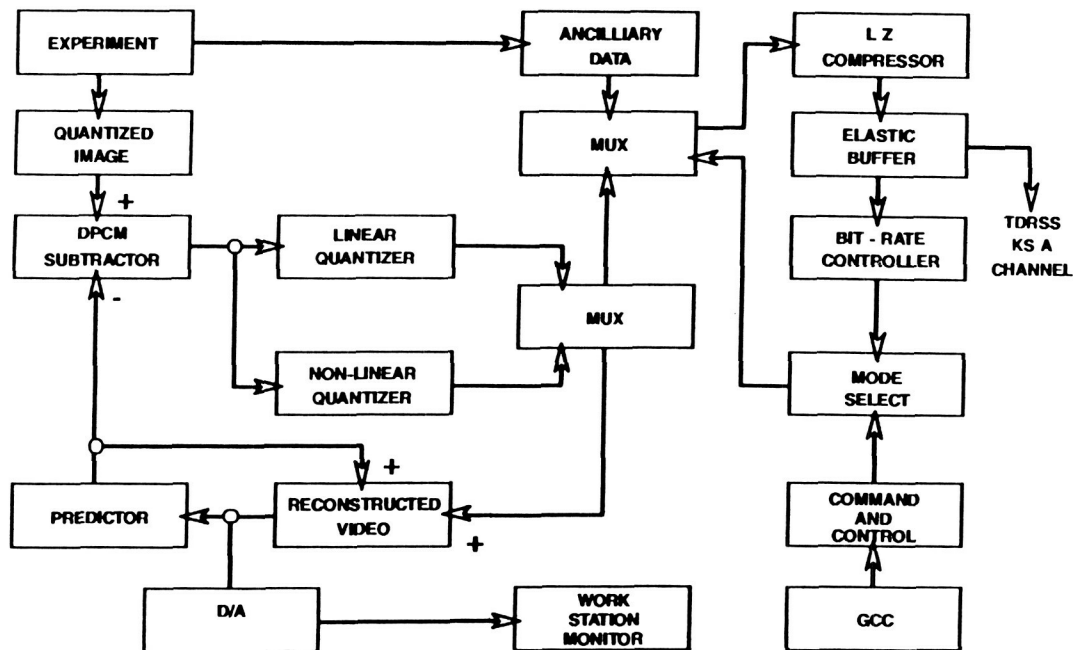 EXPERIMENT
ANCILLIARY
DATA
L Z
COMPRESSOR
QUANTIZED
IMAGE
MUX
ELASTIC
BUFFER
+
DPCM
SUBTRACTOR
LINEAR
QUANTIZER
BIT - RATE
CONTROLLER
TDRSS
KS A
CHANNEL
-
MUX
NON-LINEAR
QUANTIZER
MODE
SELECT
+
PREDICTOR
RECONSTRUCTED
VIDEO
+
COMMAND
AND
CONTROL
D/A
WORK
STATION
MONITOR
GCC